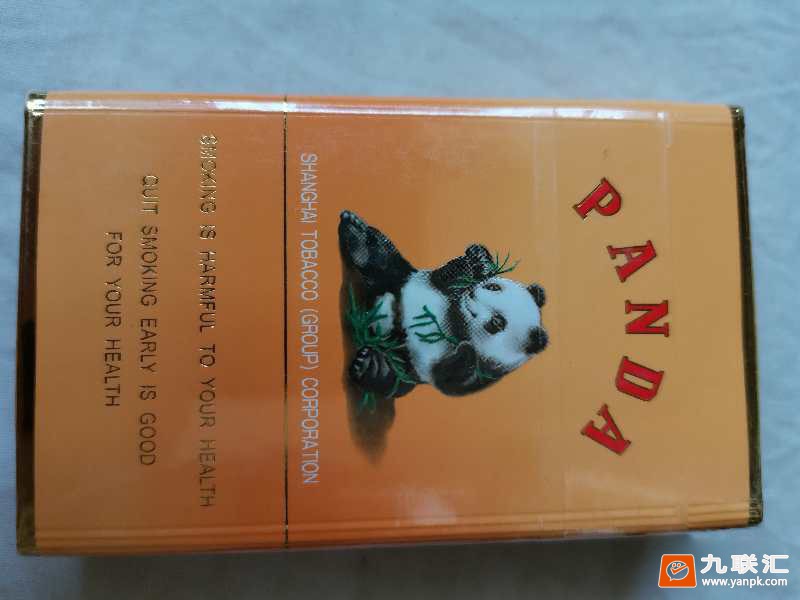 PANDA
SHANGHAI TOBACCO (GROUP) CORPORATION
SMOKING IS HARMFUL TO YOUR HEALTH
QUIT SMOKING EARLY IS GOOD
FOR YOUR HEALTH
九联汇
www.yanpk.com